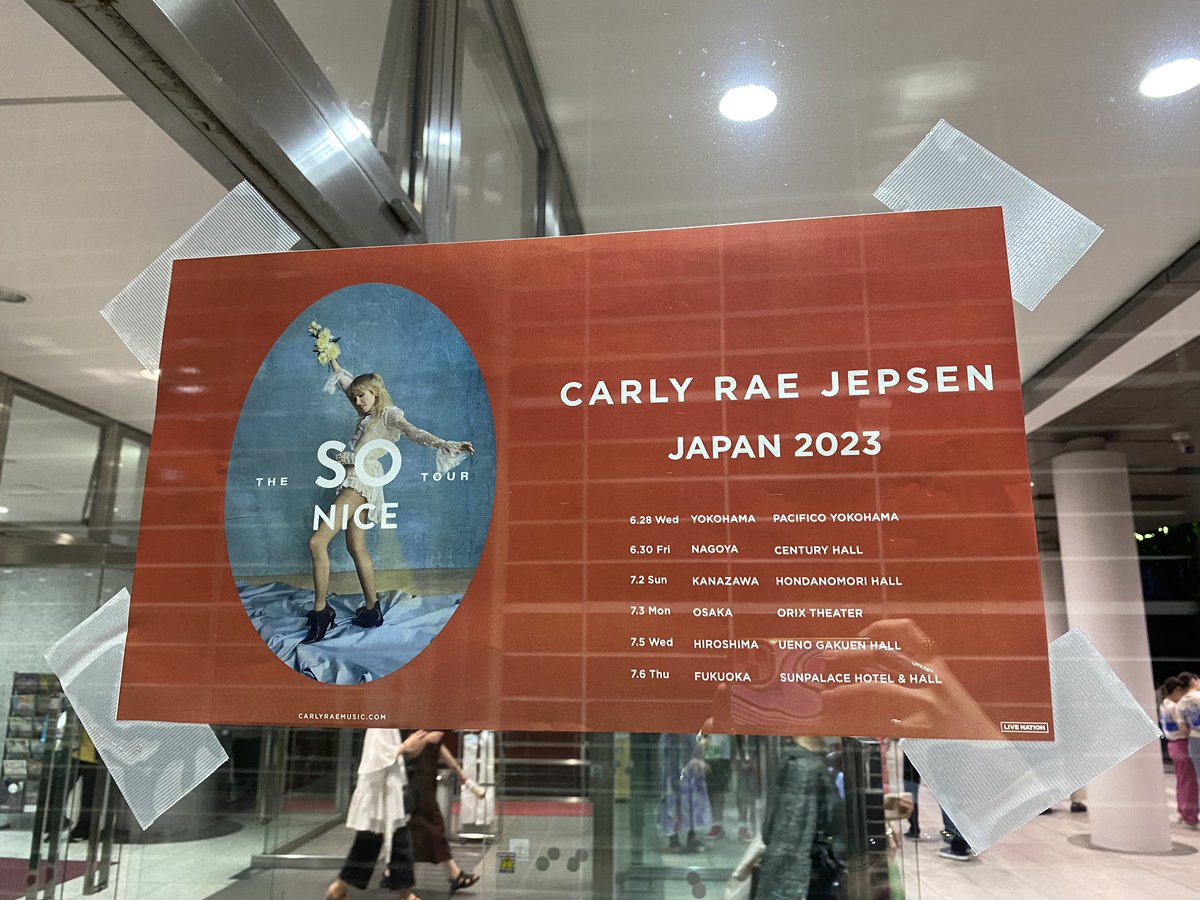 THE SO TOUR
NICE
CARLYRAEMUSIC.COM
CARLY RAE JEPSEN
JAPAN 2023
6.28 Wed YOKOHAMA PACIFICO YOKOHAMA
6.30 Fri NAGOYA CENTURY HALL
7.2 Sun KANAZAWA HONDANOMORI HALL
7.3 Mon OSAKA ORIX THEATER
7.5 Wed HIROSHIMA UENO GAKUEN HALL
7.6 Thu FUKUOKA SUNPALACE HOTEL & HALL
LIVE NATION